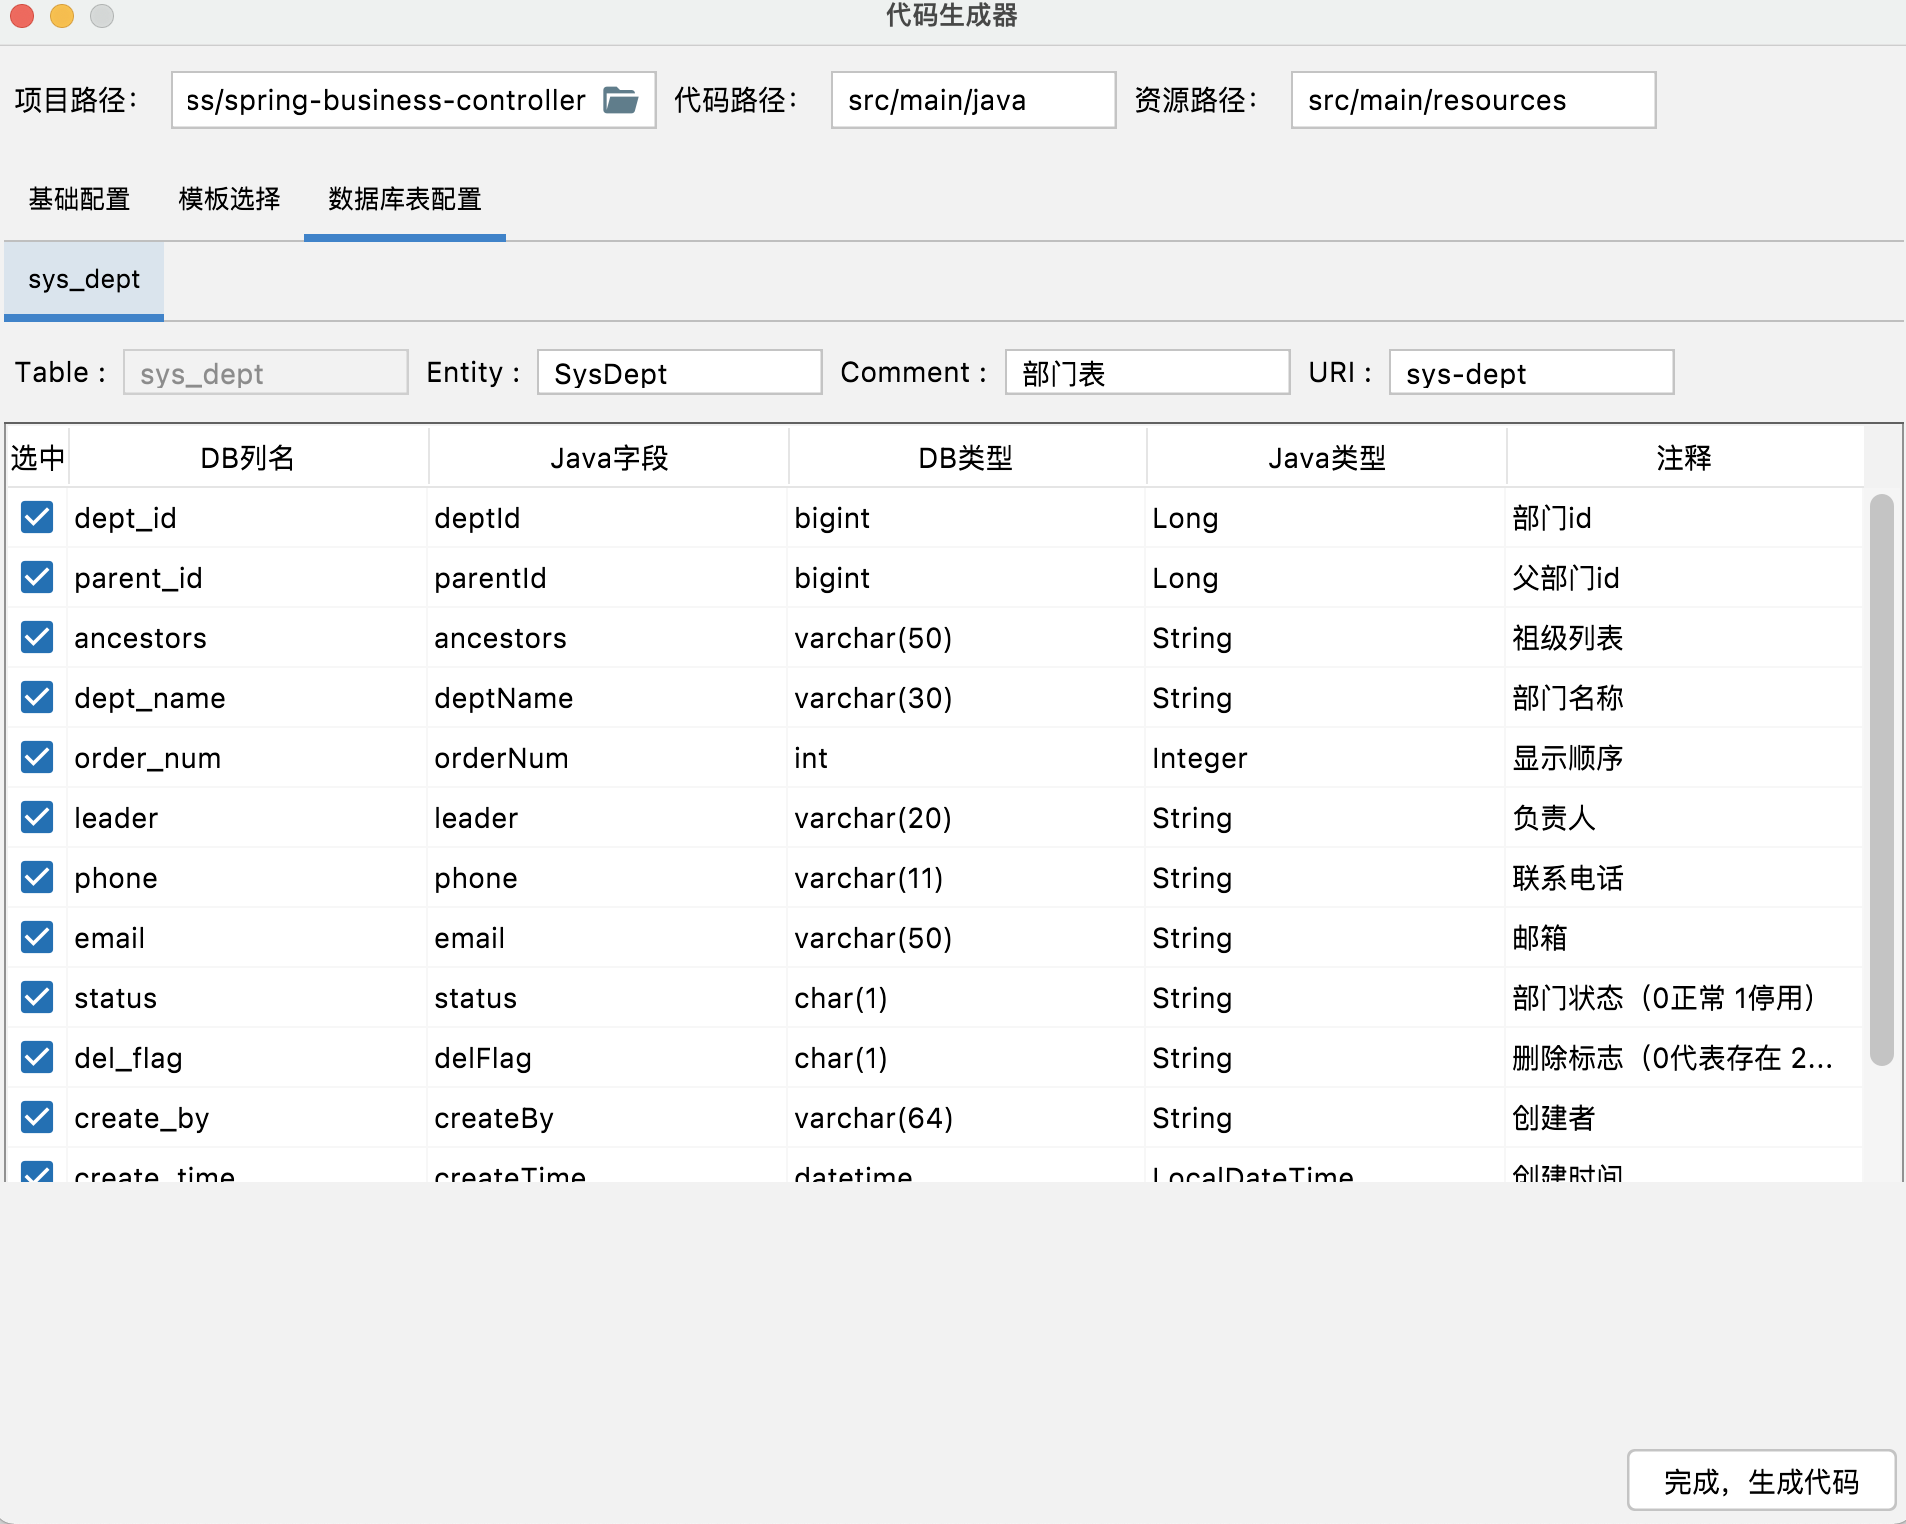 代码生成器
项目路径： ss/spring-business-controller 代码路径： src/main/java 资源路径： src/main/resources
基础配置 模板选择 数据库表配置
sys_dept
Table : sys_dept Entity : SysDept Comment : 部门表 URI : sys-dept
选中 DB列名 Java字段 DB类型 Java类型 注释
dept_id deptId bigint Long 部门id
parent_id parentId bigint Long 父部门id
ancestors ancestors varchar(50) String 祖级列表
dept_name deptName varchar(30) String 部门名称
order_num orderNum int Integer 显示顺序
leader leader varchar(20) String 负责人
phone phone varchar(11) String 联系电话
email email varchar(50) String 邮箱
status status char(1) String 部门状态（0正常 1停用）
del_flag delFlag char(1) String 删除标志（0代表存在 2...
create_by createBy varchar(64) String 创建者
create_time createTime datetime LocalDateTime 创建时间
完成，生成代码